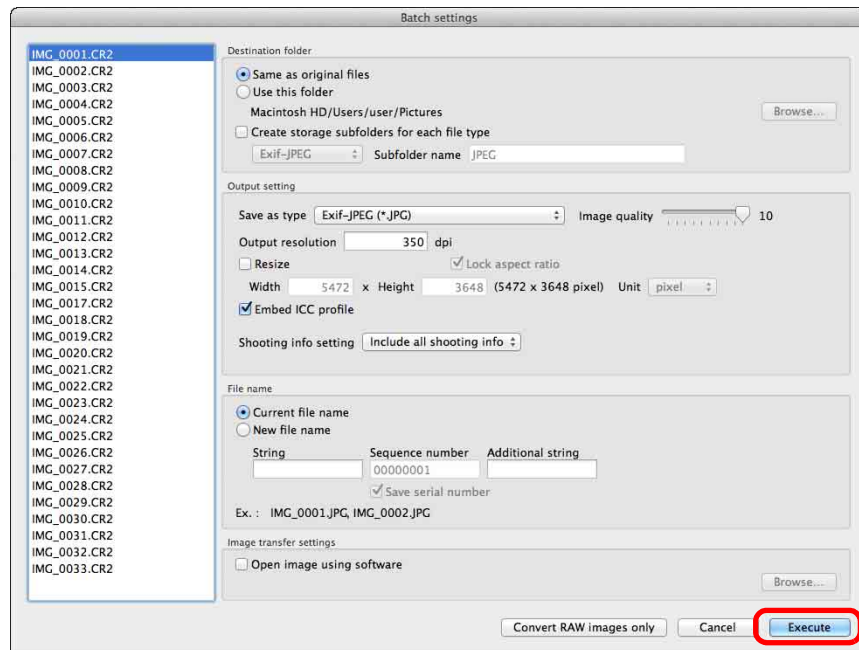 Batch settings
IMG_0001.CR2
IMG_0002.CR2
IMG_0003.CR2
IMG_0004.CR2
IMG_0005.CR2
IMG_0006.CR2
IMG_0007.CR2
IMG_0008.CR2
IMG_0009.CR2
IMG_0010.CR2
IMG_0011.CR2
IMG_0012.CR2
IMG_0013.CR2
IMG_0014.CR2
IMG_0015.CR2
IMG_0017.CR2
IMG_0018.CR2
IMG_0019.CR2
IMG_0020.CR2
IMG_0021.CR2
IMG_0022.CR2
IMG_0023.CR2
IMG_0024.CR2
IMG_0025.CR2
IMG_0026.CR2
IMG_0027.CR2
IMG_0028.CR2
IMG_0029.CR2
IMG_0030.CR2
IMG_0031.CR2
IMG_0032.CR2
IMG_0033.CR2
Destination folder
Same as original files
Use this folder
Macintosh HD/Users/user/Pictures Browse...
Create storage subfolders for each file type
Exif-JPEG Subfolder name JPEG
Output setting
Save as type Exif-JPEG (*.JPG) Image quality 10
Output resolution 350 dpi
Resize Lock aspect ratio
Width 5472 x Height 3648 (5472 x 3648 pixel) Unit pixel
Embed ICC profile
Shooting info setting Include all shooting info
File name
Current file name
New file name
String Sequence number Additional string
00000001
Save serial number
Ex. : IMG_0001.JPG, IMG_0002.JPG
Image transfer settings
Open image using software
Browse...
Convert RAW images only Cancel Execute